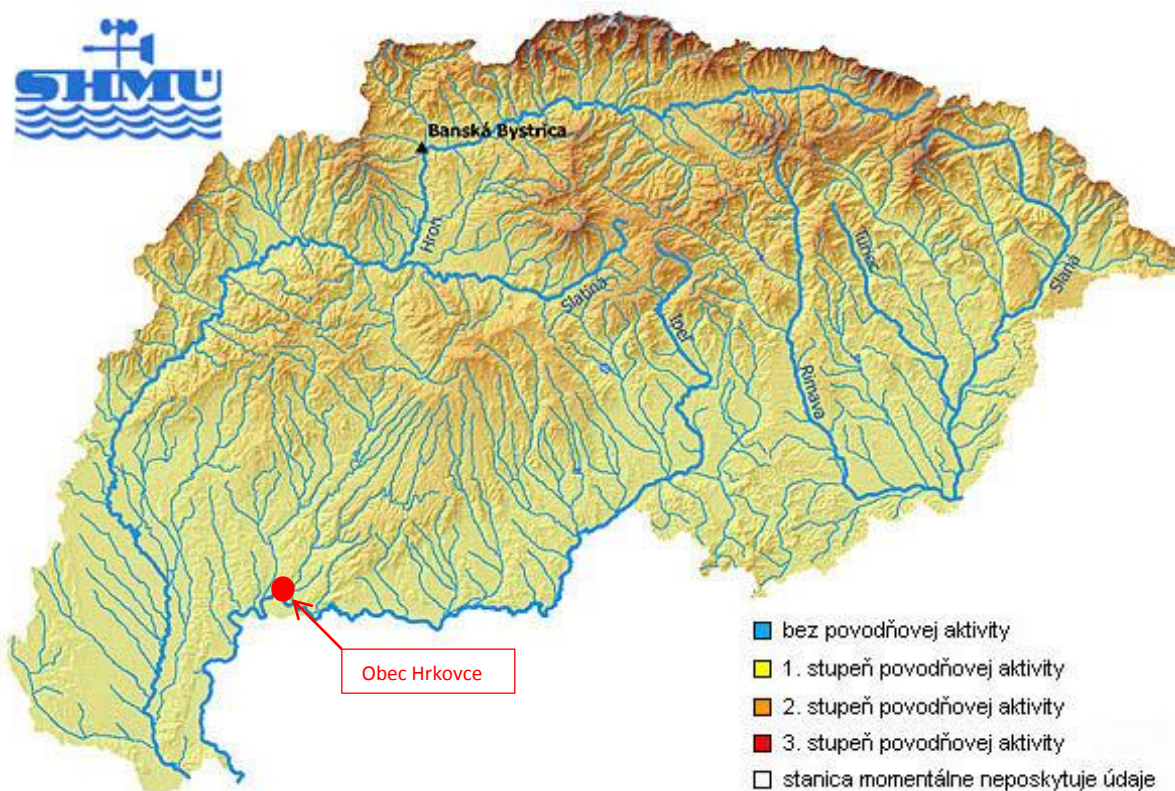 SHMÚ
Banská Bystrica
Hron
Slatina
Ipeľ
Rimava
Turiec
Slaná
Obec Hrkovce
bez povodňovej aktivity
1. stupeň povodňovej aktivity
2. stupeň povodňovej aktivity
3. stupeň povodňovej aktivity
stanica momentálne neposkytuje údaje